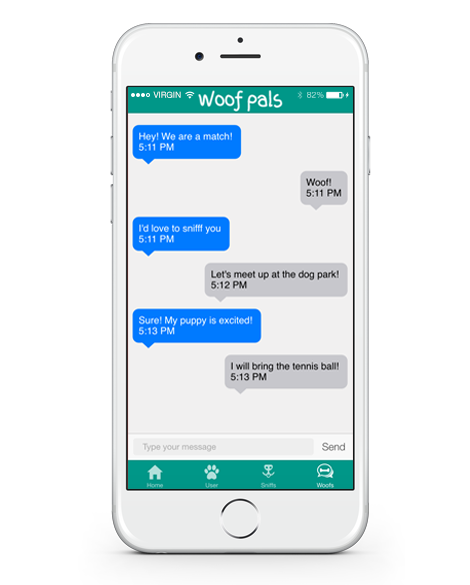 VIRGIN Woof pals 82%
Hey! We are a match!
5:11 PM
Woof!
5:11 PM
I'd love to snifff you
5:11 PM
Let's meet up at the dog park!
5:12 PM
Sure! My puppy is excited!
5:13 PM
I will bring the tennis ball!
5:13 PM
Type your message Send
Home User Sniffs Woofs